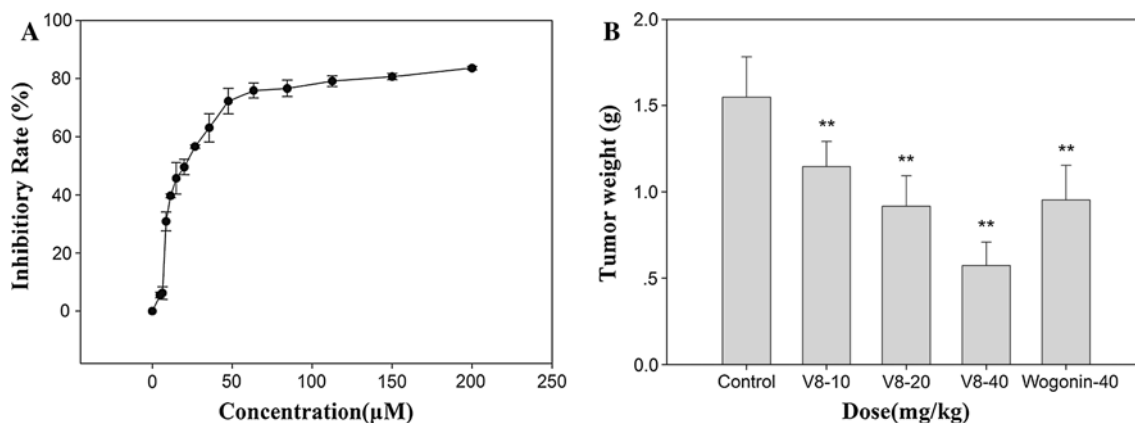 A
Inhibitiory Rate (%)
100
80
60
40
20
0
0 50 100 150 200 250
Concentration(µM)
B
Tumor weight (g)
2.0
1.5
1.0
.5
0.0
**
**
**
**
Control V8-10 V8-20 V8-40 Wogonin-40
Dose(mg/kg)